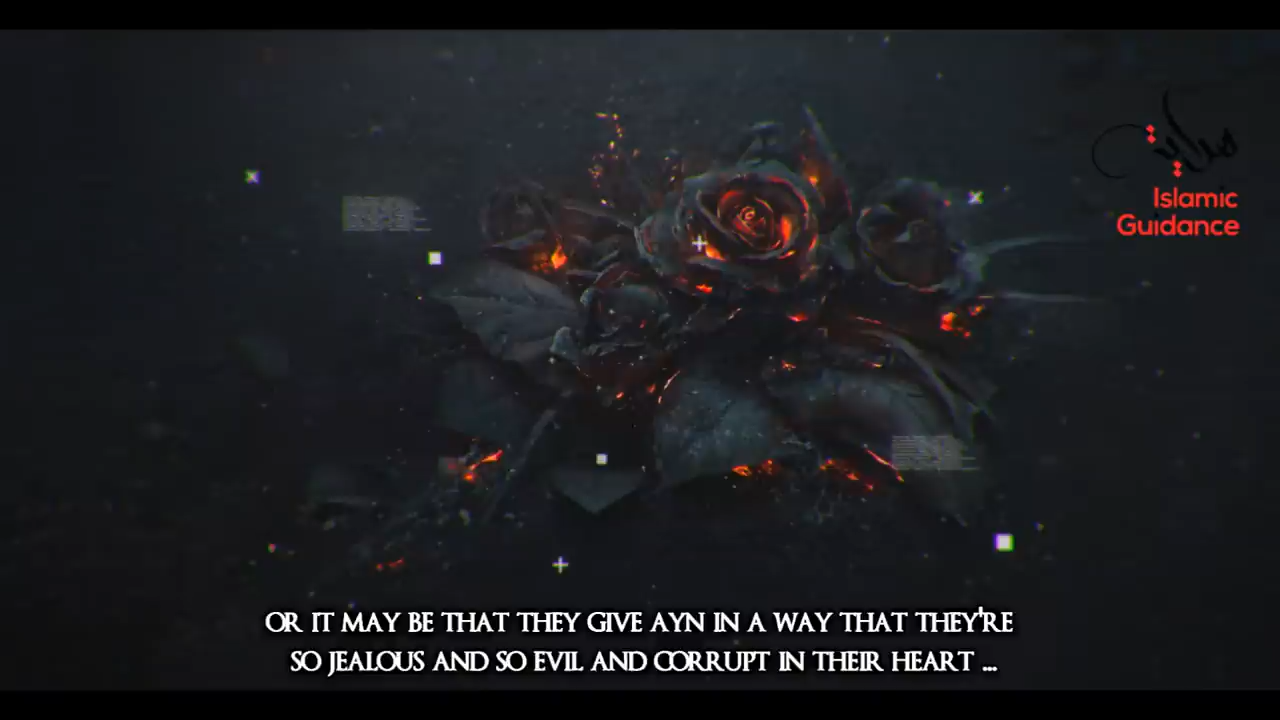 Islamic
Guidance
OR IT MAY BE THAT THEY GIVE AYN IN A WAY THAT THEY'RE
SO JEALOUS AND SO EVIL AND CORRUPT IN THEIR HEART ...